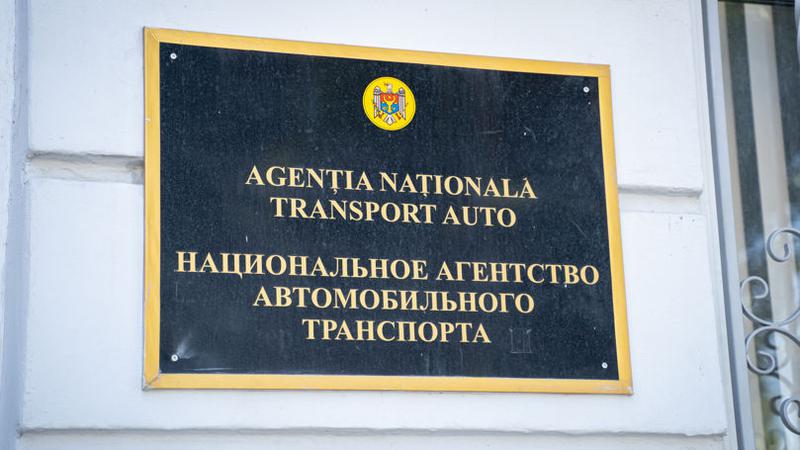 AGENȚIA NAȚIONALĂ
TRANSPORT AUTO
НАЦИОНАЛЬНОЕ АГЕНТСТВО
АВТОМОБИЛЬНОГО
ТРАНСПОРТА